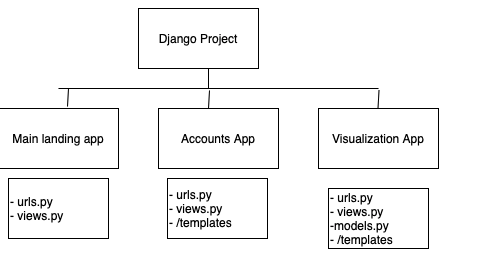 Django Project
Main landing app
Accounts App
Visualization App
- urls.py
- views.py
- urls.py
- views.py
- /templates
- urls.py
- views.py
-models.py
- /templates